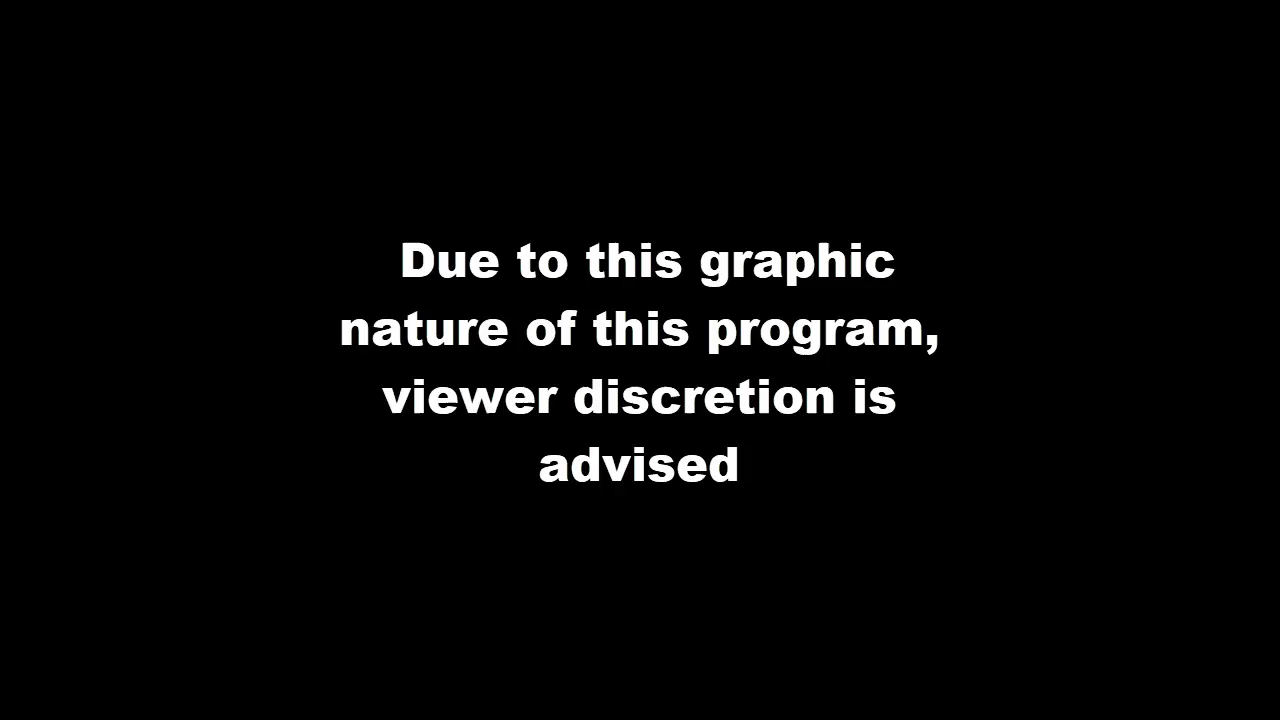 Due to this graphic
nature of this program,
viewer discretion is
advised